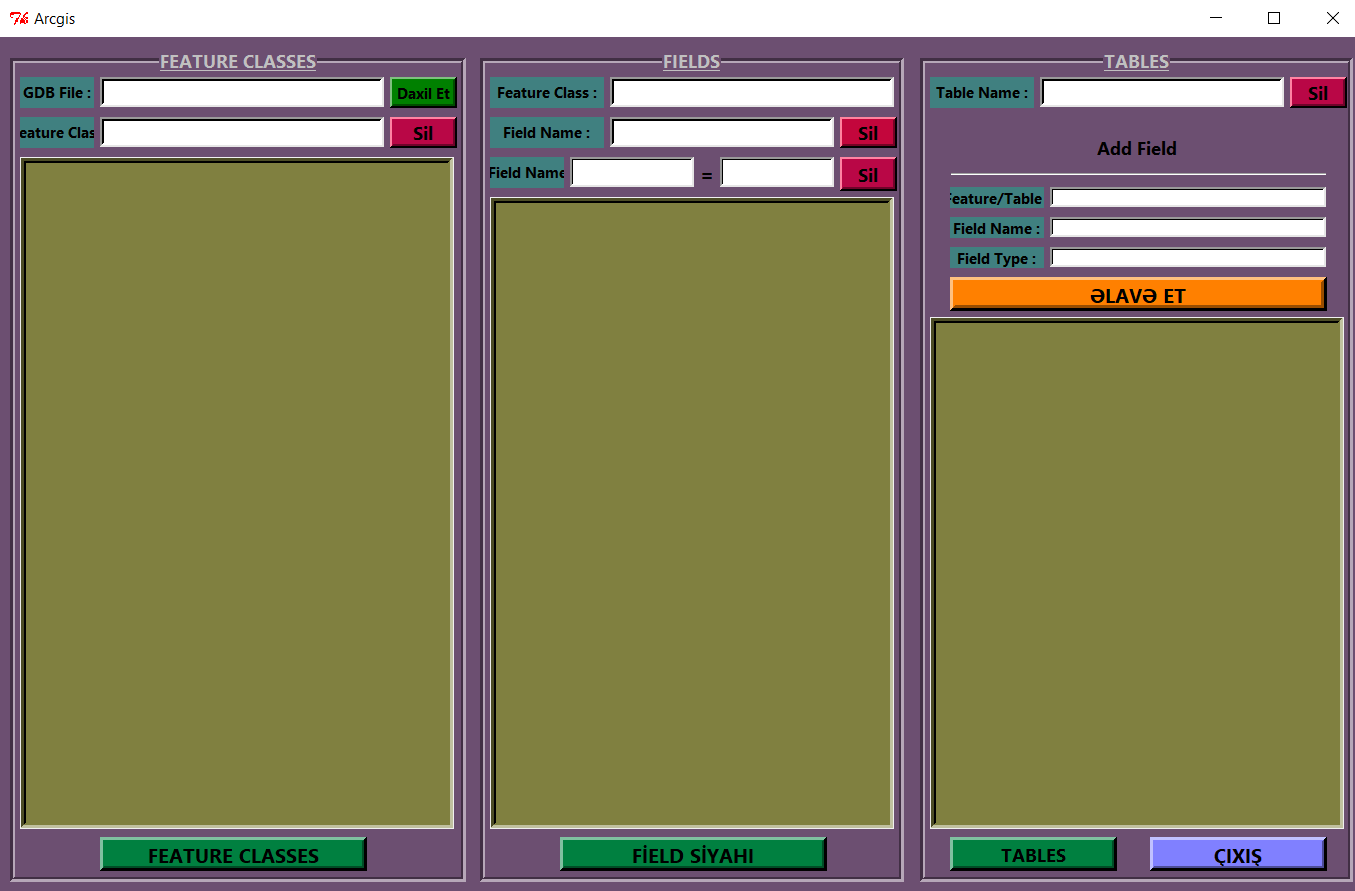 Arcgis
FEATURE CLASSES
GDB File :
Daxil Et
eature Clas
Sil
FEATURE CLASSES
FIELDS
Feature Class :
Field Name :
Sil
Field Name
=
Sil
FİELD SİYAHI
TABLES
Table Name :
Sil
Add Field
Feature/Table
Field Name :
Field Type :
ƏLAVƏ ET
TABLES
ÇIXIŞ